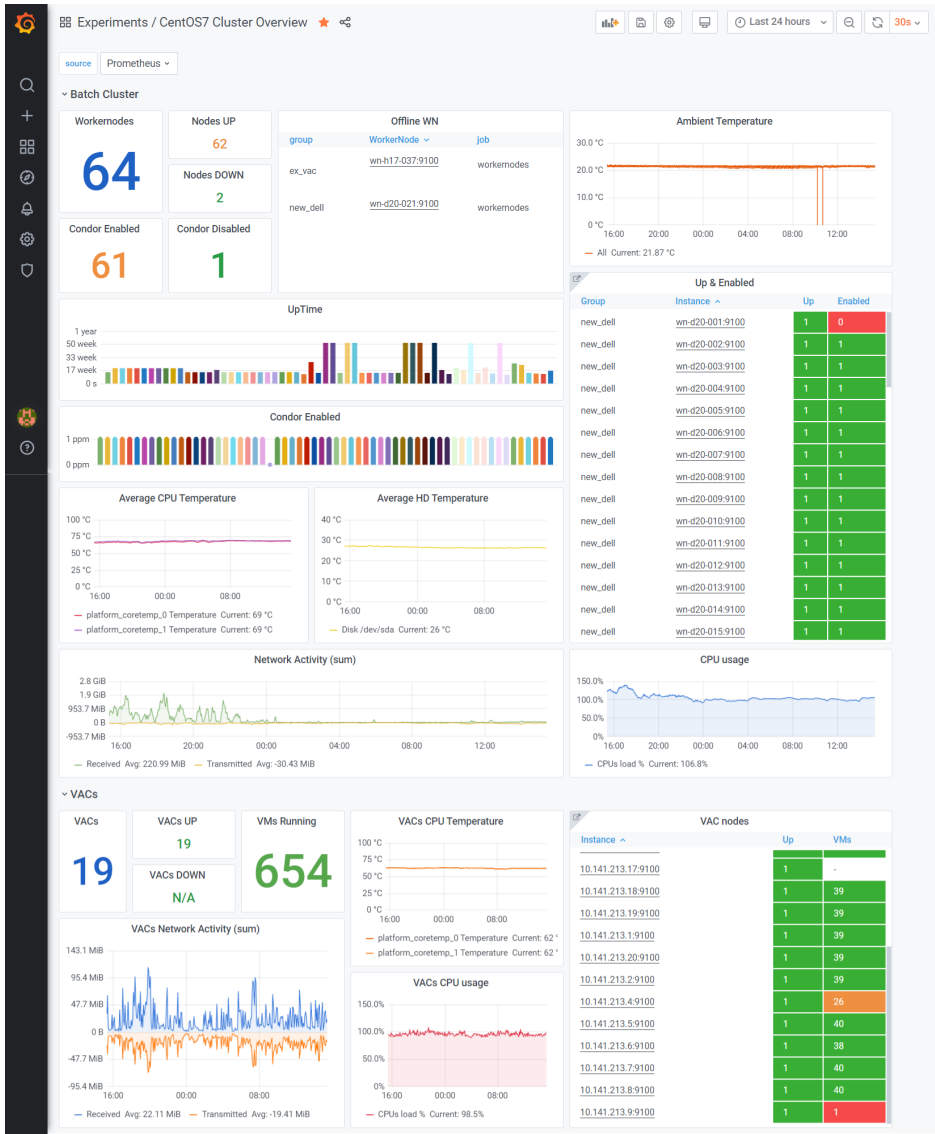 Experiments / CentOS7 Cluster Overview
Last 24 hours
30s
source Prometheus
Batch Cluster
Workernodes
64
Nodes UP
62
Nodes DOWN
2
Condor Enabled
61
Condor Disabled
1
Offline WN
group WorkerNode job
ex_vac wn-h17-037:9100 workernodes
new_dell wn-d20-021:9100 workernodes
Ambient Temperature
30.0 °C
20.0 °C
10.0 °C
0 °C
16:00 20:00 00:00 04:00 08:00 12:00
All Current: 21.87 °C
UpTime
1 year
50 week
33 week
17 week
0 s
Condor Enabled
1 ppm
0 ppm
Up & Enabled
Group Instance Up Enabled
new_dell wn-d20-001:9100 1 0
new_dell wn-d20-002:9100 1 1
new_dell wn-d20-003:9100 1 1
new_dell wn-d20-004:9100 1 1
new_dell wn-d20-005:9100 1 1
new_dell wn-d20-006:9100 1 1
new_dell wn-d20-007:9100 1 1
new_dell wn-d20-008:9100 1 1
new_dell wn-d20-009:9100 1 1
new_dell wn-d20-010:9100 1 1
new_dell wn-d20-011:9100 1 1
new_dell wn-d20-012:9100 1 1
new_dell wn-d20-013:9100 1 1
new_dell wn-d20-014:9100 1 1
new_dell wn-d20-015:9100 1 1
Average CPU Temperature
100 °C
75 °C
50 °C
25 °C
0 °C
16:00 00:00 08:00
platform_coretemp_0 Temperature Current: 69 °C
platform_coretemp_1 Temperature Current: 69 °C
Average HD Temperature
40 °C
30 °C
20 °C
10 °C
0 °C
16:00 00:00 08:00
Disk /dev/sda Current: 26 °C
Network Activity (sum)
2.8 GiB
1.9 GiB
953.7 MiB
0 B
-953.7 MiB
16:00 20:00 00:00 04:00 08:00 12:00
Received Avg: 220.99 MiB Transmitted Avg: -30.43 MiB
CPU usage
150.0%
100.0%
50.0%
0%
16:00 20:00 00:00 04:00 08:00 12:00
CPUs load % Current: 106.8%
VACs
VACs
19
VACs UP
19
VACs DOWN
N/A
VMs Running
654
VACs CPU Temperature
100 °C
75 °C
50 °C
25 °C
0 °C
16:00 00:00 08:00
platform_coretemp_0 Temperature Current: 62 °
platform_coretemp_1 Temperature Current: 62 °
VACs Network Activity (sum)
143.1 MiB
95.4 MiB
47.7 MiB
0 B
-47.7 MiB
-95.4 MiB
16:00 00:00 08:00
Received Avg: 22.11 MiB Transmitted Avg: -19.41 MiB
VACs CPU usage
150.0%
100.0%
50.0%
0%
16:00 00:00 08:00
CPUs load % Current: 98.5%
VAC nodes
Instance Up VMs
10.141.213.17:9100 1 -
10.141.213.18:9100 1 39
10.141.213.19:9100 1 39
10.141.213.1:9100 1 39
10.141.213.20:9100 1 39
10.141.213.2:9100 1 39
10.141.213.4:9100 1 26
10.141.213.5:9100 1 40
10.141.213.6:9100 1 38
10.141.213.7:9100 1 40
10.141.213.8:9100 1 40
10.141.213.9:9100 1 1